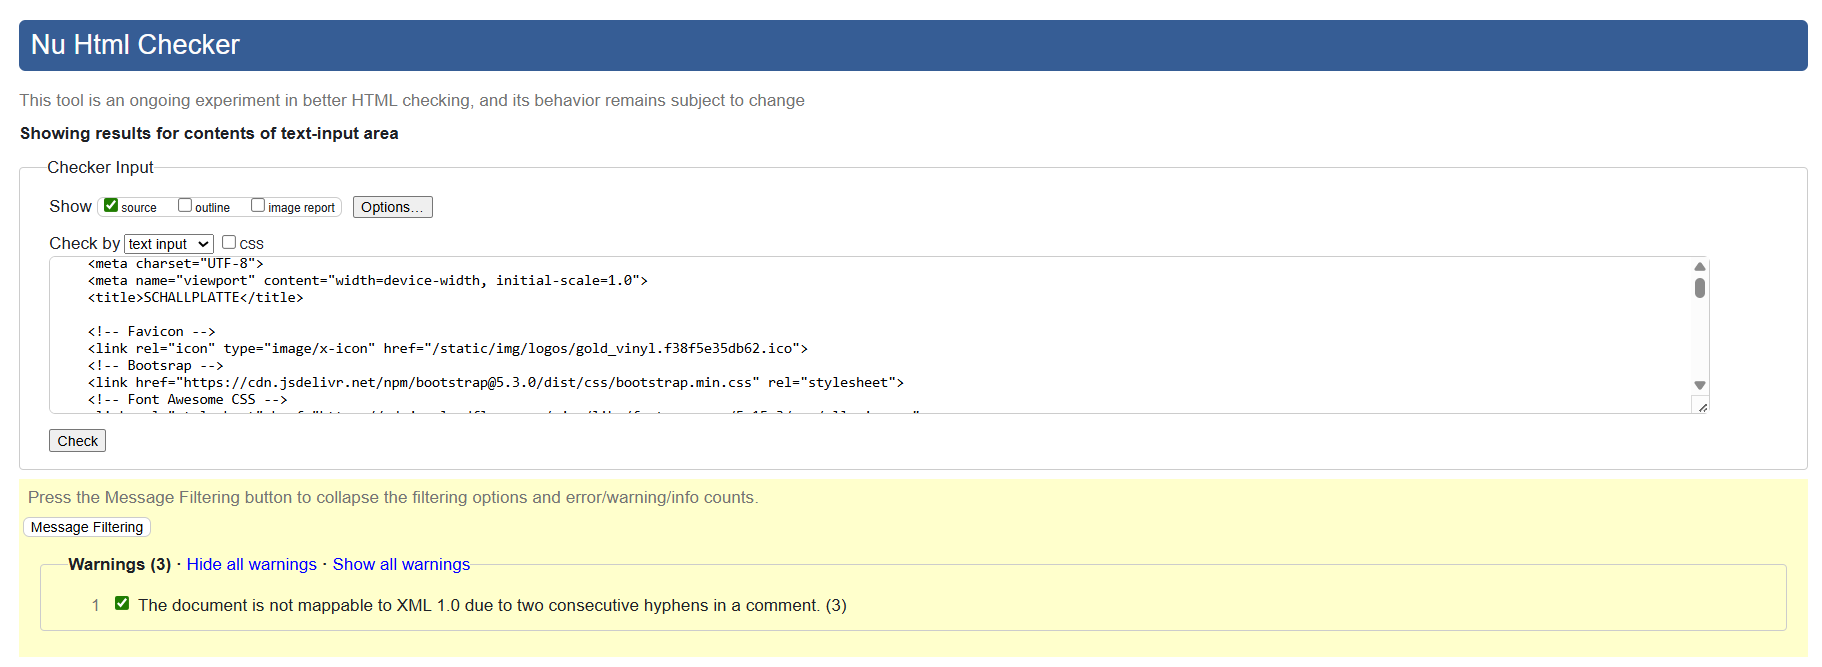 Nu Html Checker
This tool is an ongoing experiment in better HTML checking, and its behavior remains subject to change
Showing results for contents of text-input area
Checker Input
Show source outline image report Options...
Check by text input css
<meta charset="UTF-8">
<meta name="viewport" content="width=device-width, initial-scale=1.0">
<title>SCHALLPLATTE</title>
<!-- Favicon -->
<link rel="icon" type="image/x-icon" href="/static/img/logos/gold_vinyl.f38f5e35db62.ico">
<!-- Bootsrap -->
<link href="https://cdn.jsdelivr.net/npm/bootstrap@5.3.0/dist/css/bootstrap.min.css" rel="stylesheet">
<!-- Font Awesome CSS -->
Check
Press the Message Filtering button to collapse the filtering options and error/warning/info counts.
Message Filtering
Warnings (3) · Hide all warnings · Show all warnings
1 The document is not mappable to XML 1.0 due to two consecutive hyphens in a comment. (3)